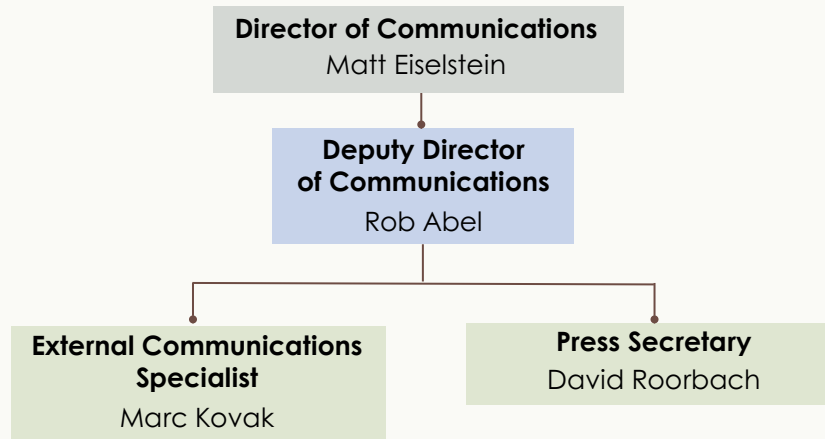 Director of Communications
Matt Eiselstein
Deputy Director
of Communications
Rob Abel
External Communications
Specialist
Marc Kovak
Press Secretary
David Roorbach